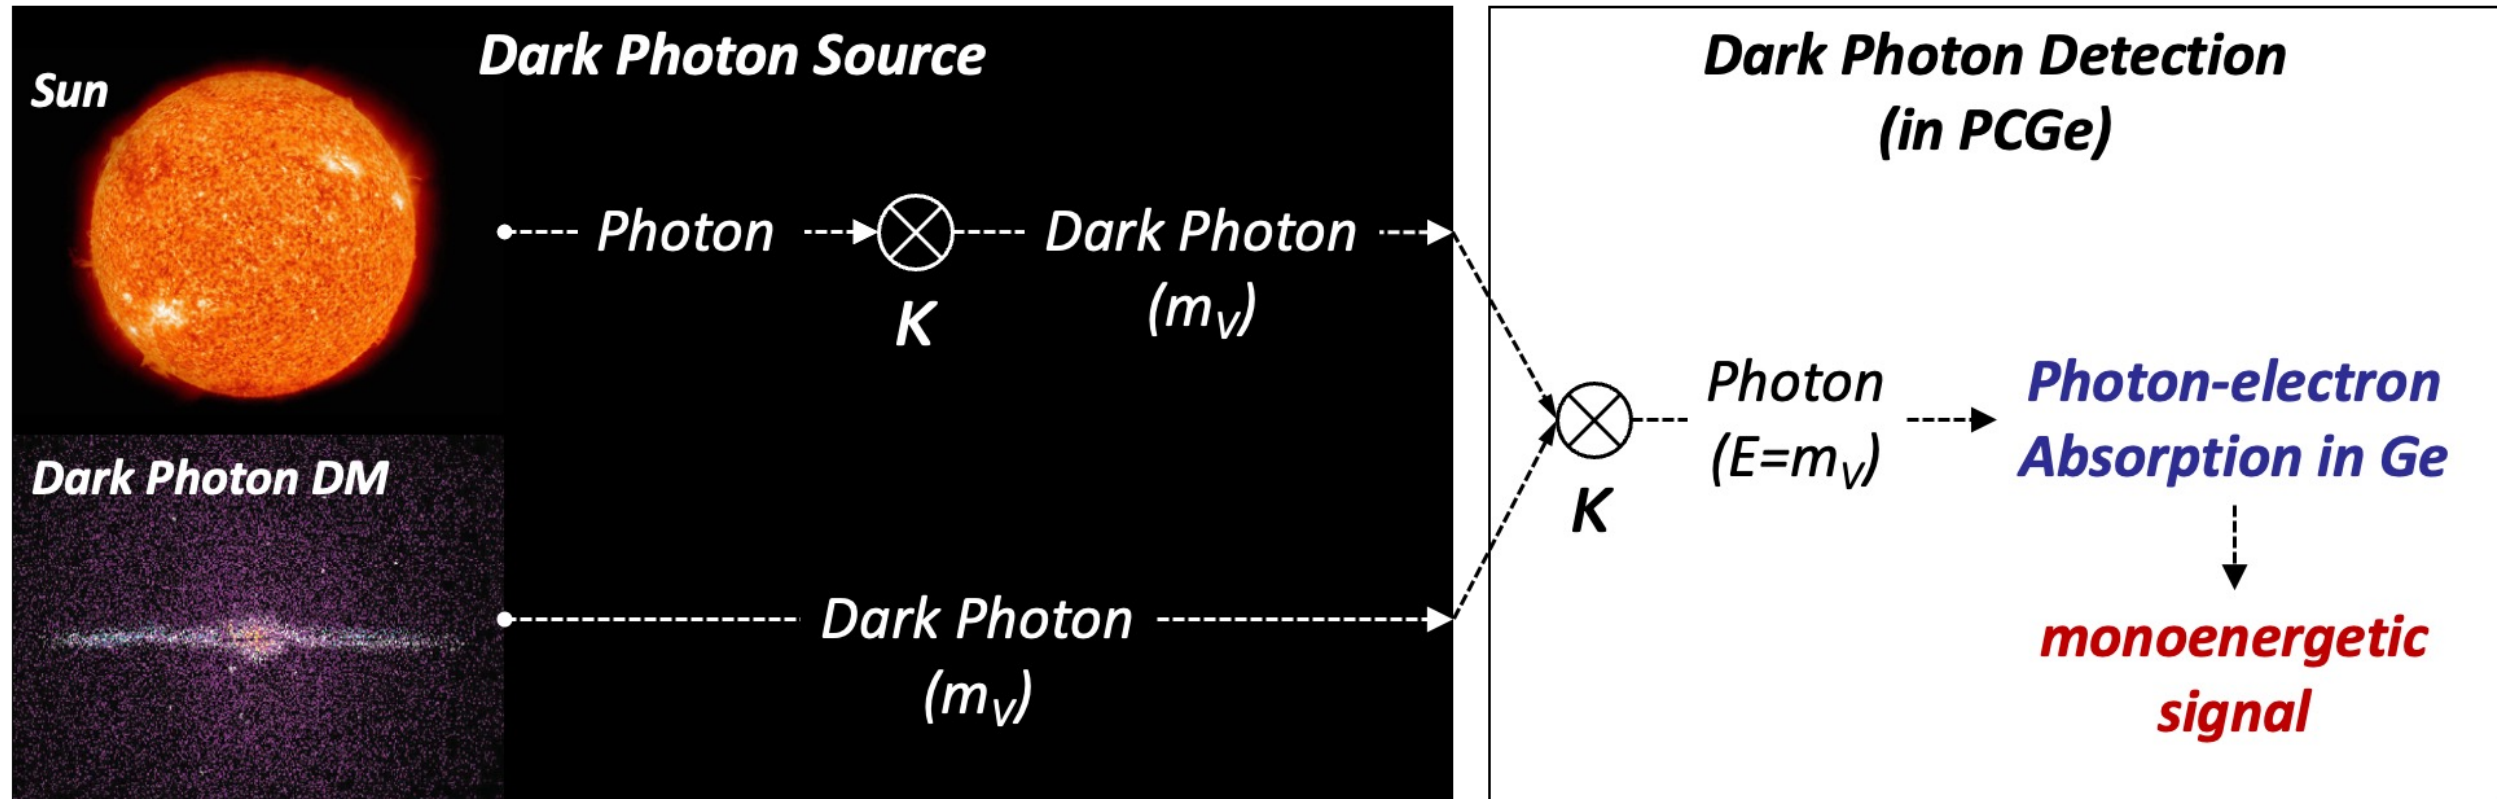 Dark Photon Source
Sun
Photon
K
Dark Photon
(mV)
Dark Photon DM
Dark Photon
(mV)
Dark Photon Detection
(in PCGe)
K
Photon
(E=mV)
Photon-electron
Absorption in Ge
monoenergetic
signal